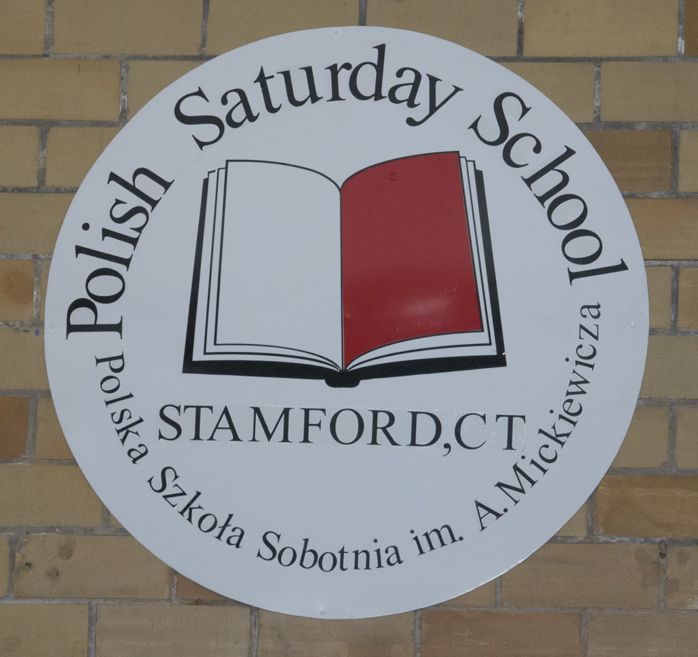 Polish Saturday School
STAMFORD,CT
Polska Szkoła Sobotnia im. A.Mickiewicza